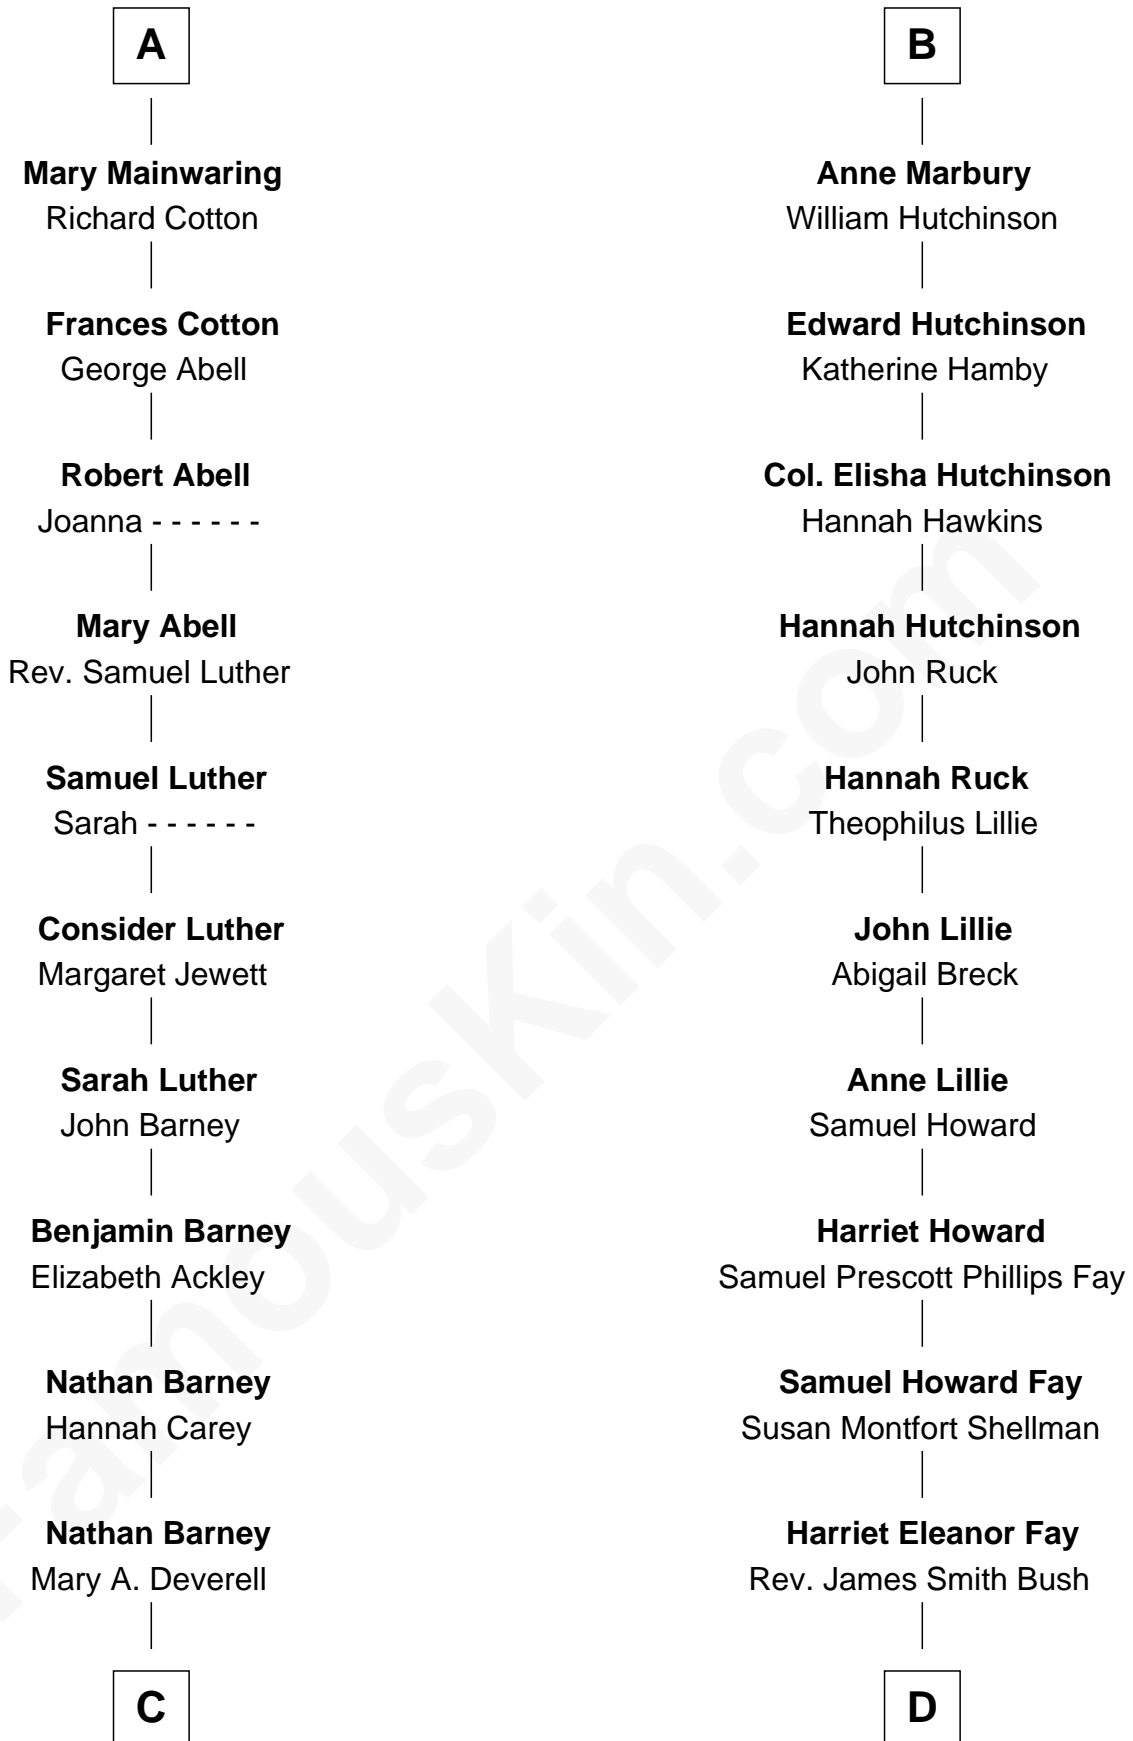 A
Mary Mainwaring
Richard Cotton
Frances Cotton
George Abell
Robert Abell
Joanna - - - - - -
Mary Abell
Rev. Samuel Luther
Samuel Luther
Sarah - - - - - -
Consider Luther
Margaret Jewett
Sarah Luther
John Barney
Benjamin Barney
Elizabeth Ackley
Nathan Barney
Hannah Carey
Nathan Barney
Mary A. Deverell
C
B
Anne Marbury
William Hutchinson
Edward Hutchinson
Katherine Hamby
Col. Elisha Hutchinson
Hannah Hawkins
Hannah Hutchinson
John Ruck
Hannah Ruck
Theophilus Lillie
John Lillie
Abigail Breck
Anne Lillie
Samuel Howard
Harriet Howard
Samuel Prescott Phillips Fay
Samuel Howard Fay
Susan Montfort Shellman
Harriet Eleanor Fay
Rev. James Smith Bush
D
FamousKin.com